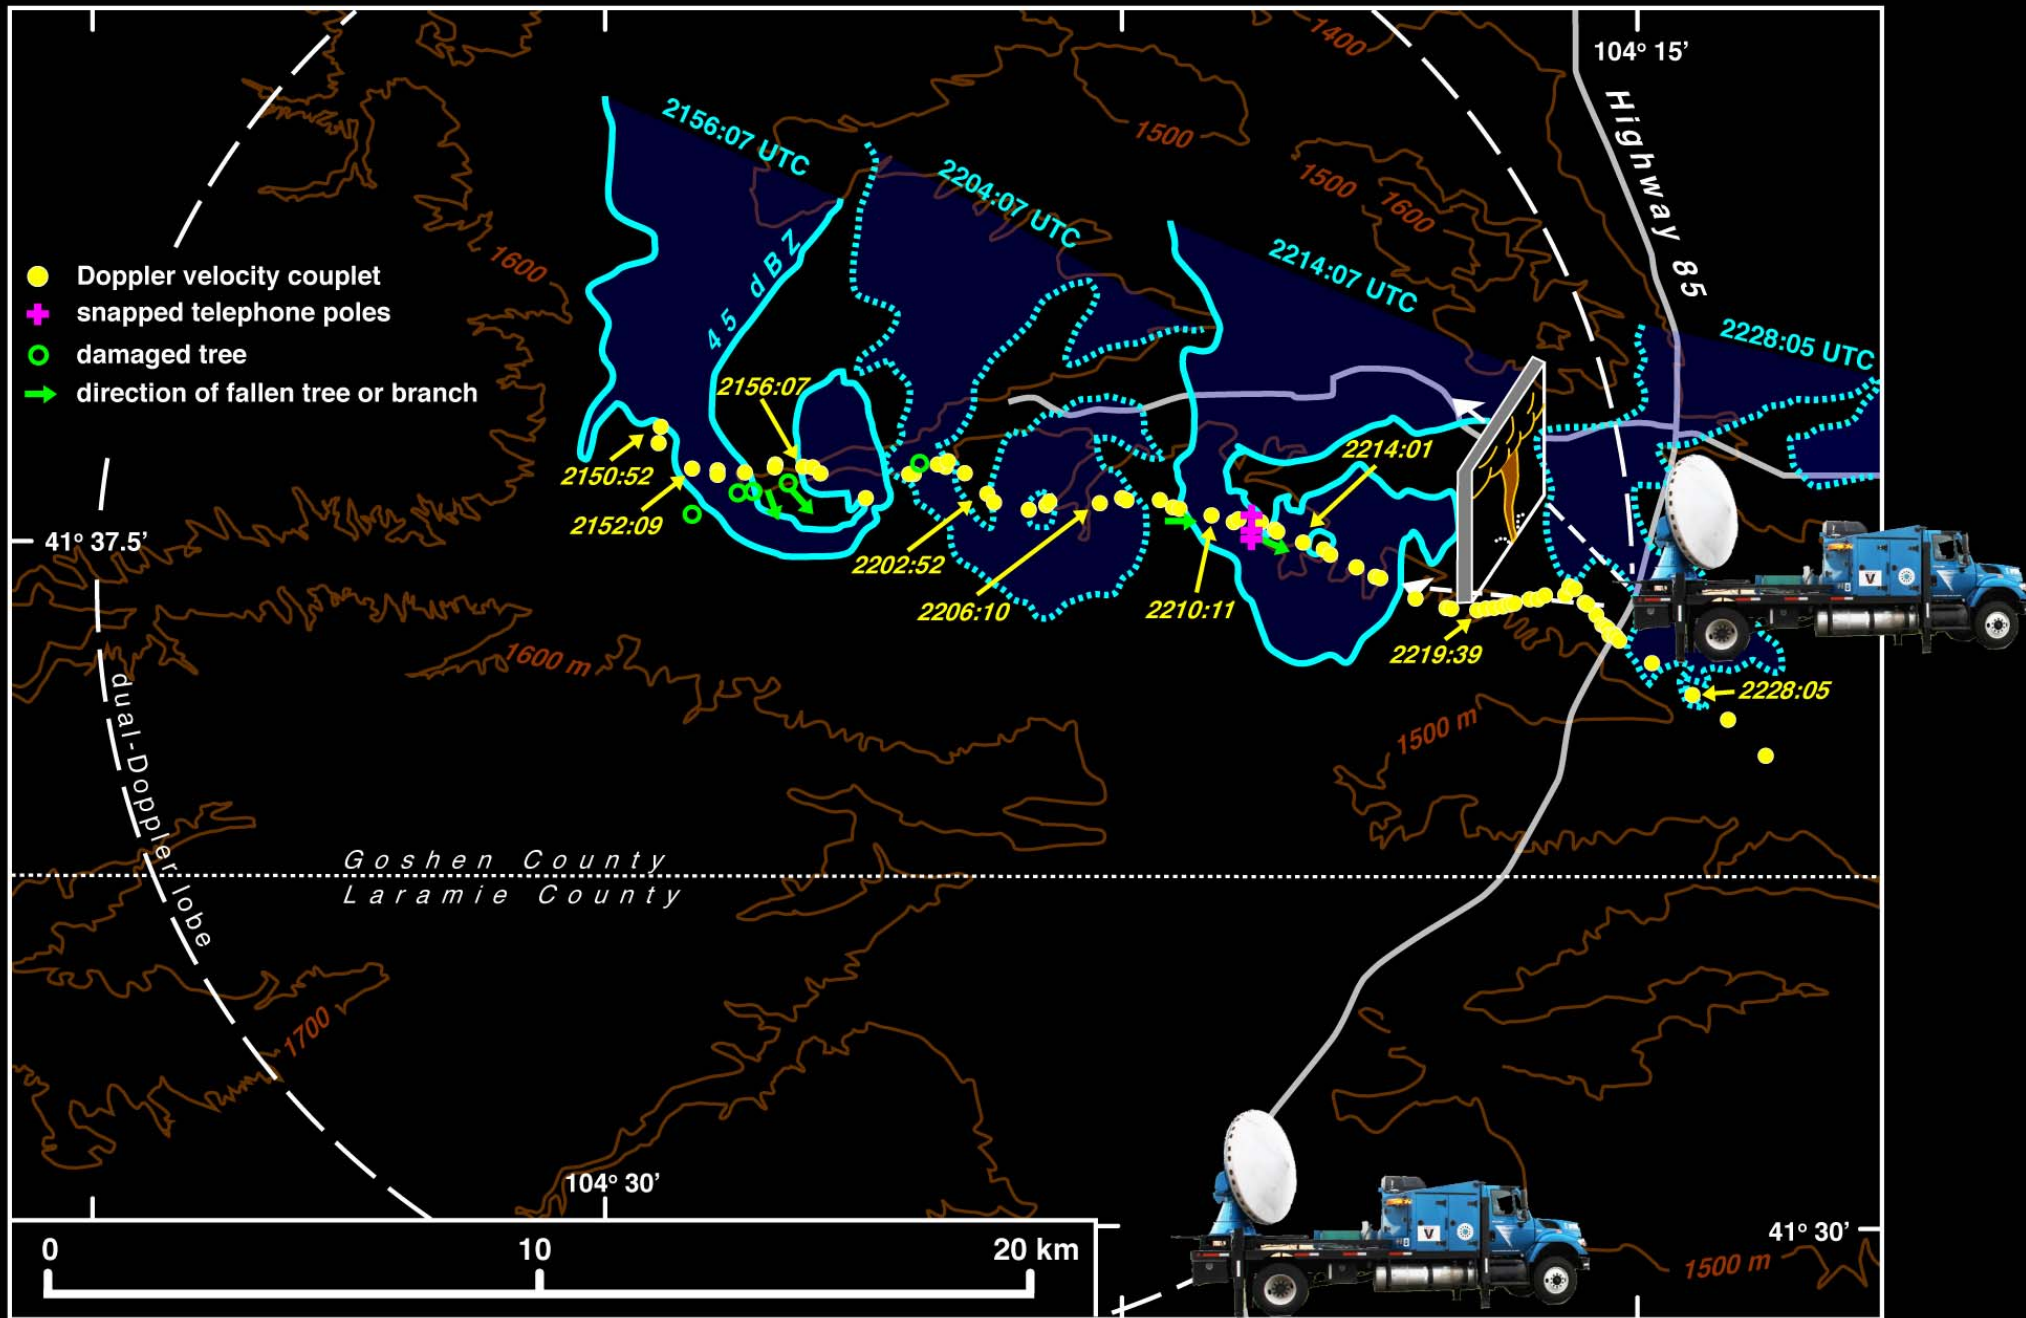 1400
104° 15’
Highway 85
2156:07 UTC
1500
2204:07 UTC
1500
1600
2214:07 UTC
1600
Doppler velocity couplet
snapped telephone poles
damaged tree
direction of fallen tree or branch
45 dBZ
2228:05 UTC
2156:07
2214:01
2150:52
2152:09
41° 37.5’
2202:52
2206:10
2210:11
2219:39
V
1600 m
2228:05
1500 m
dual-Doppler lobe
Goshen County
Laramie County
1700
104° 30’
V
41° 30’
1500 m
0 10 20 km